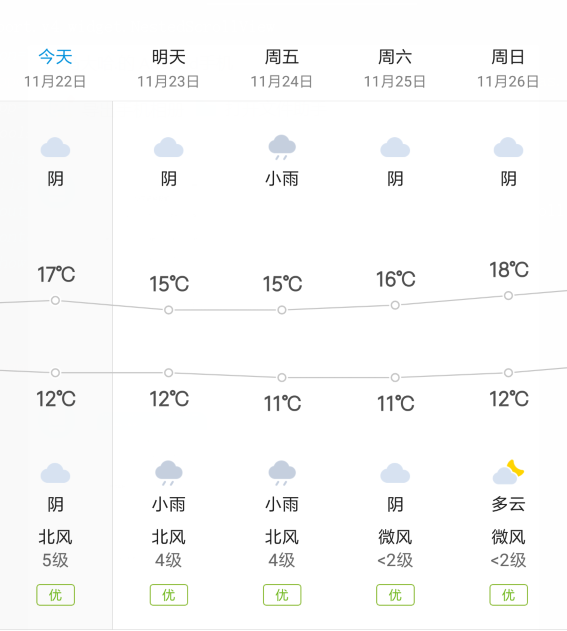 今天 明天 周五 周六 周日
11月22日 11月23日 11月24日 11月25日 11月26日
阴 阴 小雨 阴 阴
17℃ 15℃ 15℃ 16℃ 18℃
12℃ 12℃ 11℃ 11℃ 12℃
阴 小雨 小雨 阴 多云
北风 北风 北风 微风 微风
5级 4级 4级 <2级 <2级
优 优 优 优 优